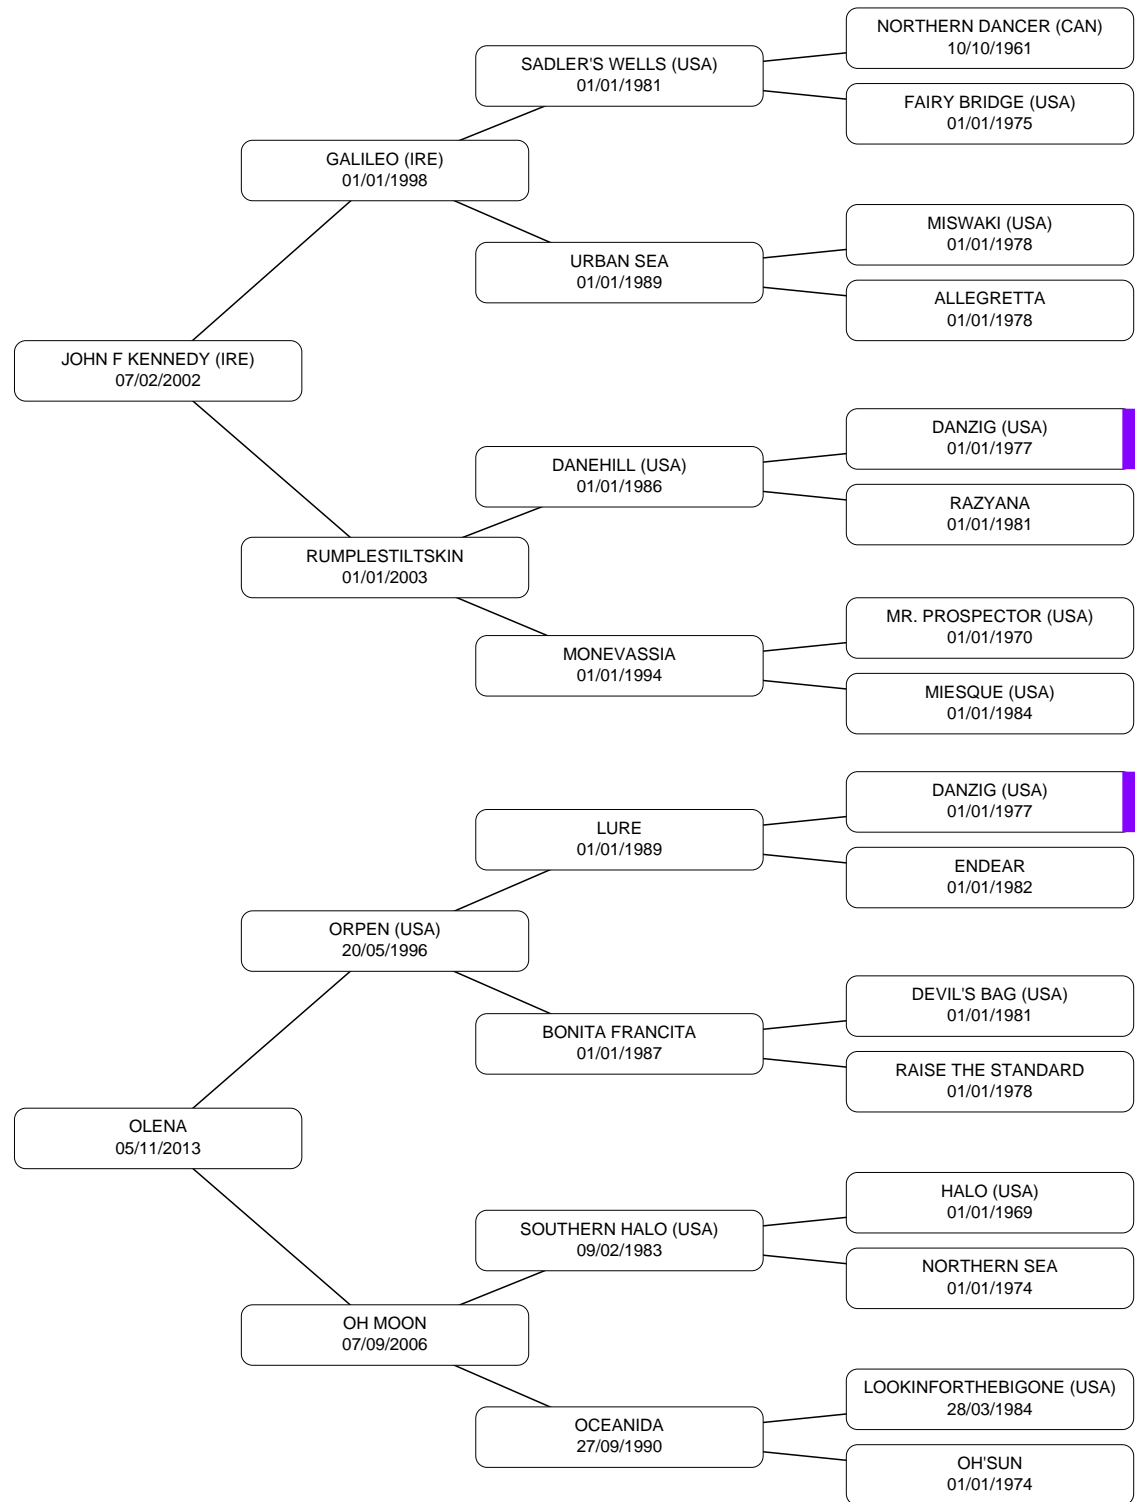 NORTHERN DANCER (CAN)
10/10/1961
SADLER'S WELLS (USA)
01/01/1981
FAIRY BRIDGE (USA)
01/01/1975
GALILEO (IRE)
01/01/1998
MISWAKI (USA)
01/01/1978
URBAN SEA
01/01/1989
ALLEGRETTA
01/01/1978
JOHN F KENNEDY (IRE)
07/02/2002
DANZIG (USA)
01/01/1977
DANEHILL (USA)
01/01/1986
RAZYANA
01/01/1981
RUMPLESTILTSKIN
01/01/2003
MR. PROSPECTOR (USA)
01/01/1970
MONEVASSIA
01/01/1994
MIESQUE (USA)
01/01/1984
DANZIG (USA)
01/01/1977
LURE
01/01/1989
ENDEAR
01/01/1982
ORPEN (USA)
20/05/1996
DEVIL'S BAG (USA)
01/01/1981
BONITA FRANCITA
01/01/1987
RAISE THE STANDARD
01/01/1978
OLENA
05/11/2013
HALO (USA)
01/01/1969
SOUTHERN HALO (USA)
09/02/1983
NORTHERN SEA
01/01/1974
OH MOON
07/09/2006
LOOKINFORTHEBIGONE (USA)
28/03/1984
OCEANIDA
27/09/1990
OH'SUN
01/01/1974